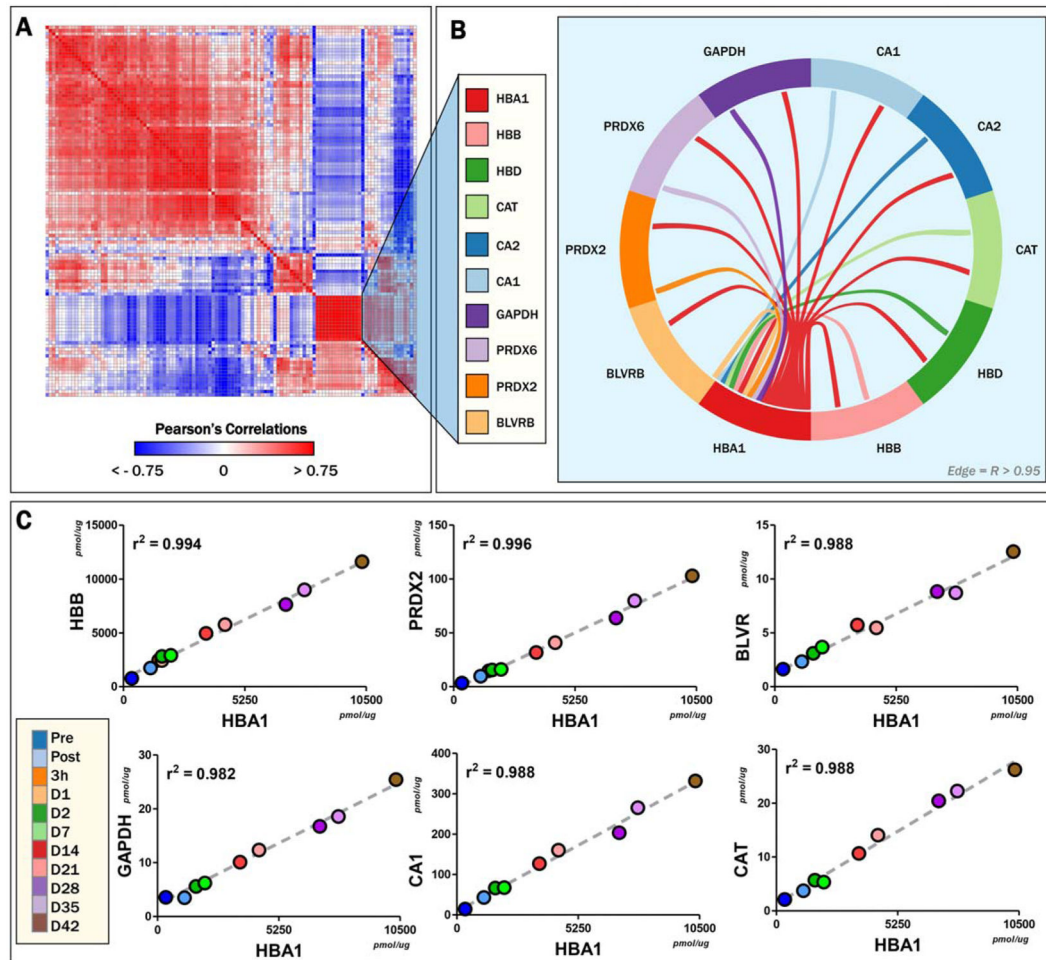 A
Pearson's Correlations
< - 0.75 0 > 0.75
B
HBA1
HBB
HBD
CAT
CA2
CA1
GAPDH
PRDX6
PRDX2
BLVRB
GAPDH
CA1
PRDX6
CA2
PRDX2
CAT
BLVRB
HBD
HBA1
HBB
Edge = R > 0.95
C
15000
10000
5000
0
HBB
pmol/ug
r² = 0.994
0 5250 10500
HBA1
pmol/ug
150
100
50
0
PRDX2
pmol/ug
r² = 0.996
0 5250 10500
HBA1
pmol/ug
15
10
5
0
BLVR
pmol/ug
r² = 0.988
0 5250 10500
HBA1
pmol/ug
Pre
Post
3h
D1
D2
D7
D14
D21
D28
D35
D42
30
20
10
0
GAPDH
pmol/ug
r² = 0.982
0 5250 10500
HBA1
pmol/ug
400
300
200
100
0
CA1
pmol/ug
r² = 0.988
0 5250 10500
HBA1
pmol/ug
30
20
10
0
CAT
pmol/ug
r² = 0.988
0 5250 10500
HBA1
pmol/ug